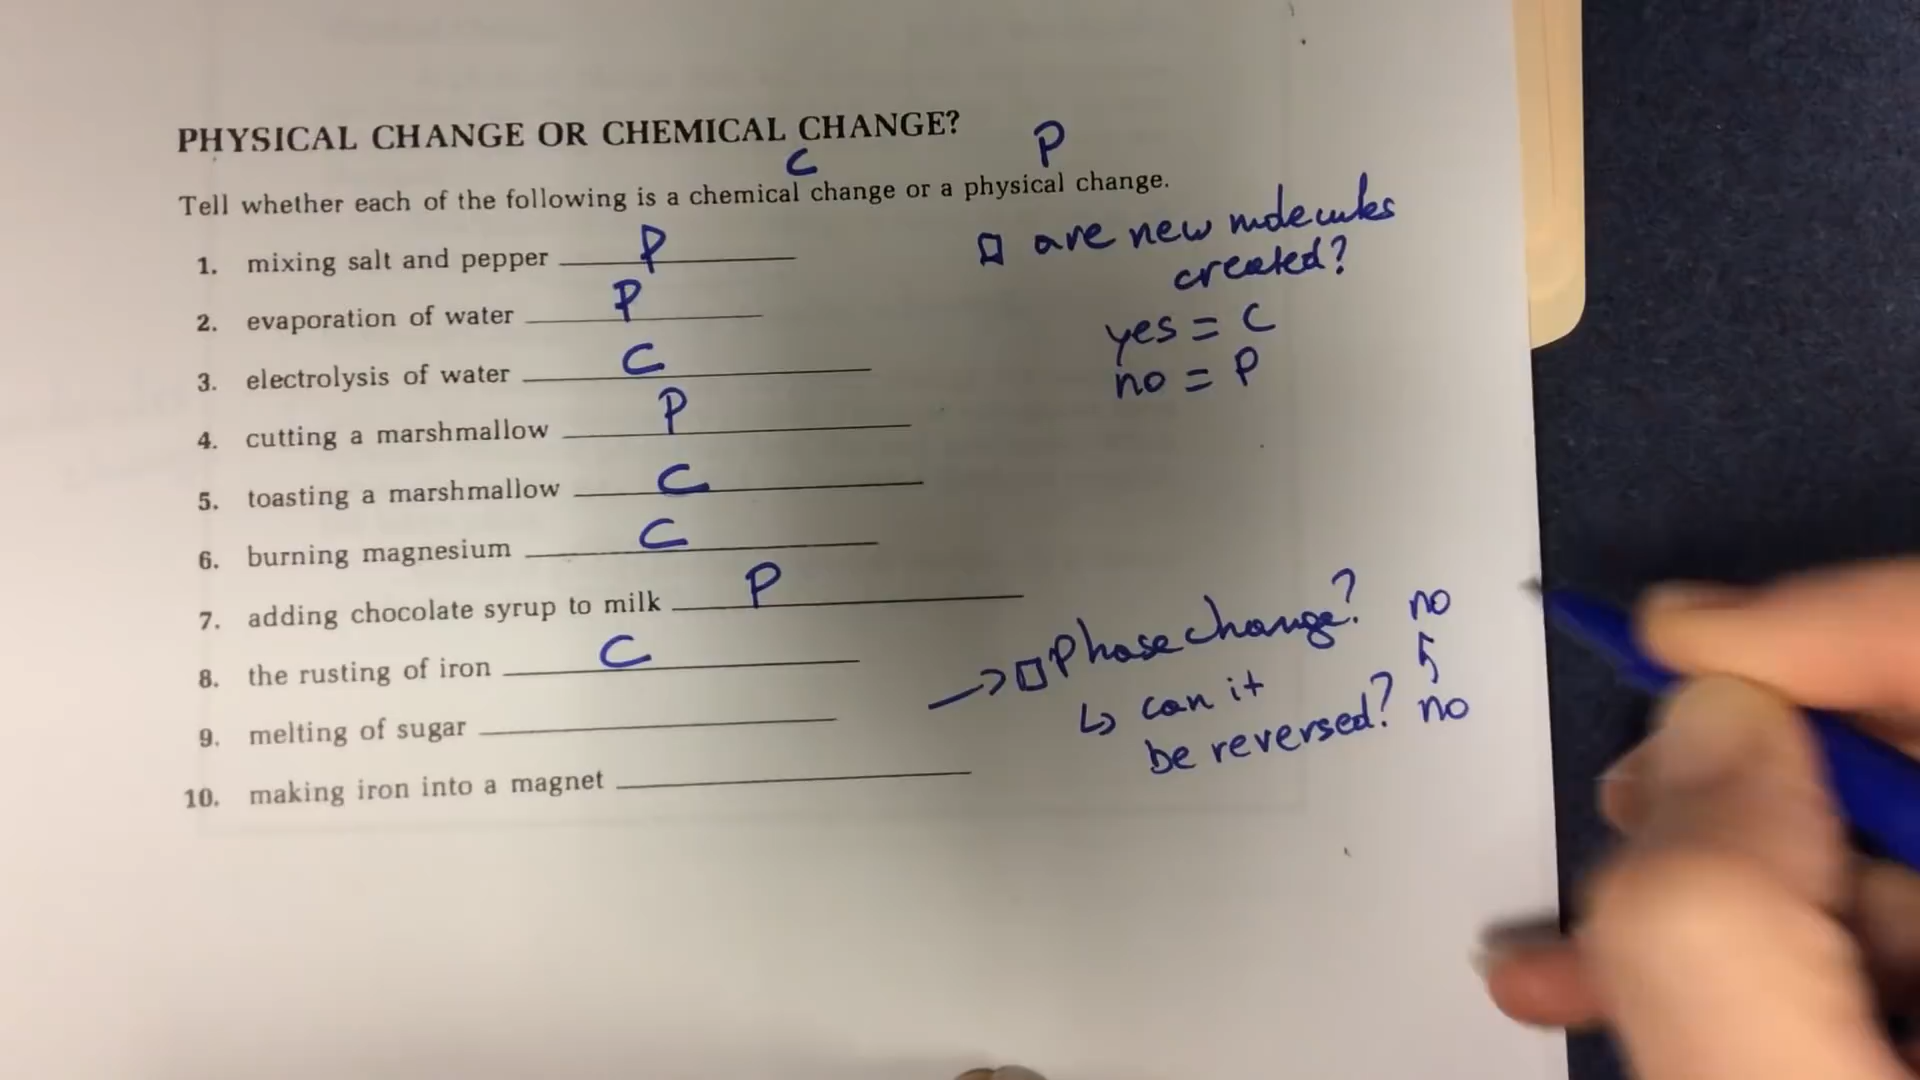 PHYSICAL CHANGE OR CHEMICAL CHANGE?
C P
Tell whether each of the following is a chemical change or a physical change.
1. mixing salt and pepper P
2. evaporation of water P
3. electrolysis of water C
4. cutting a marshmallow P
5. toasting a marshmallow C
6. burning magnesium C
7. adding chocolate syrup to milk P
8. the rusting of iron C
9. melting of sugar
10. making iron into a magnet
□ are new molecules
created?
yes = C
no = P
→ □ Phase change? no
↳ can it
be reversed? no